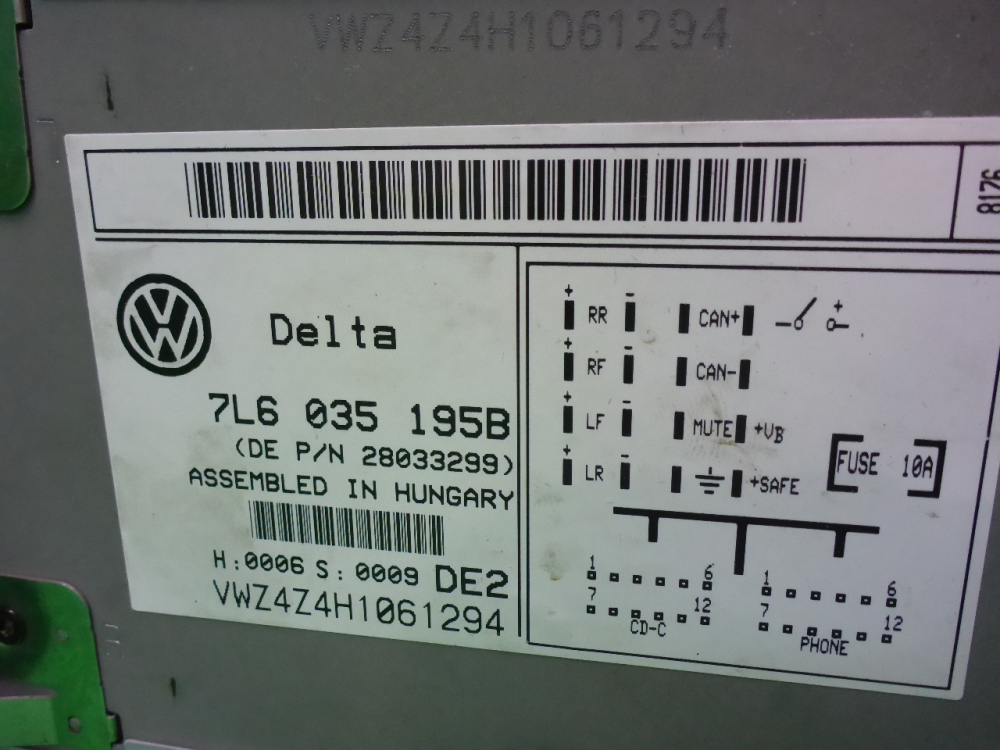 VWZ4Z4H1061294
8176
Delta
7L6 035 195B
(DE P/N 28033299)
ASSEMBLED IN HUNGARY
H:0006 S:0009 DE2
VWZ4Z4H1061294
+ RR - CAN+ +
+ RF - CAN-
+ LF - MUTE +VB
+ LR - +SAFE
FUSE 10A
1 6 1 6
7 12 7 12
CD-C PHONE